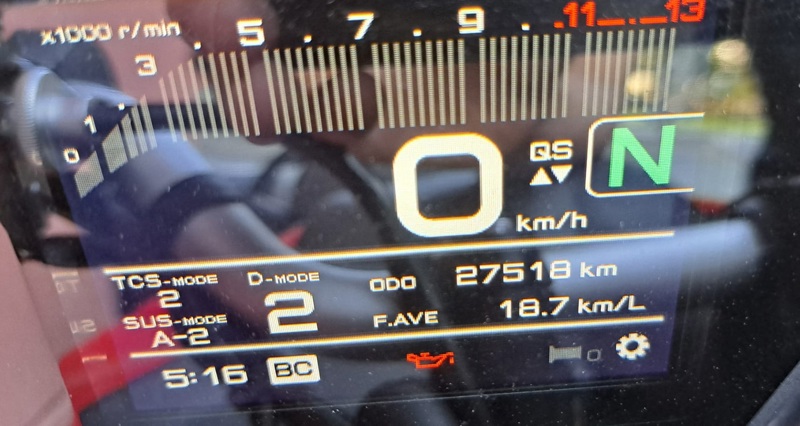 x1000 r/min
0 1 3 5 7 9 11 13
0 km/h
QS
N
TCS-MODE 2
D-MODE 2
ODO 27518 km
SUS-MODE A-2
F.AVE 18.7 km/L
5:16 BC